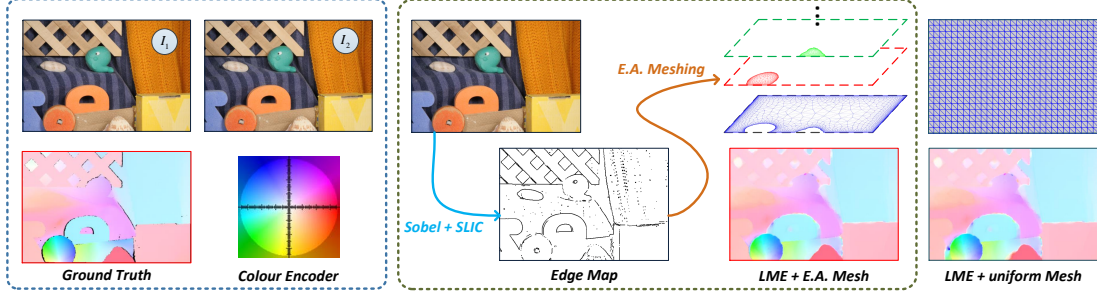 I1
I2
E.A. Meshing
Sobel + SLIC
Ground Truth
Colour Encoder
Edge Map
LME + E.A. Mesh
LME + uniform Mesh